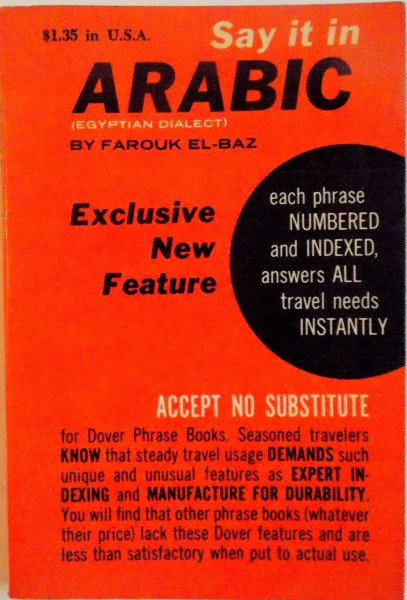 $1.35 in U.S.A.
Say it in
ARABIC
(EGYPTIAN DIALECT)
BY FAROUK EL-BAZ
Exclusive
New
Feature
each phrase
NUMBERED
and INDEXED,
answers ALL
travel needs
INSTANTLY
ACCEPT NO SUBSTITUTE
for Dover Phrase Books. Seasoned travelers
KNOW that steady travel usage DEMANDS such
unique and unusual features as EXPERT IN-
DEXING and MANUFACTURE FOR DURABILITY.
You will find that other phrase books (whatever
their price) lack these Dover features and are
less than satisfactory when put to actual use.